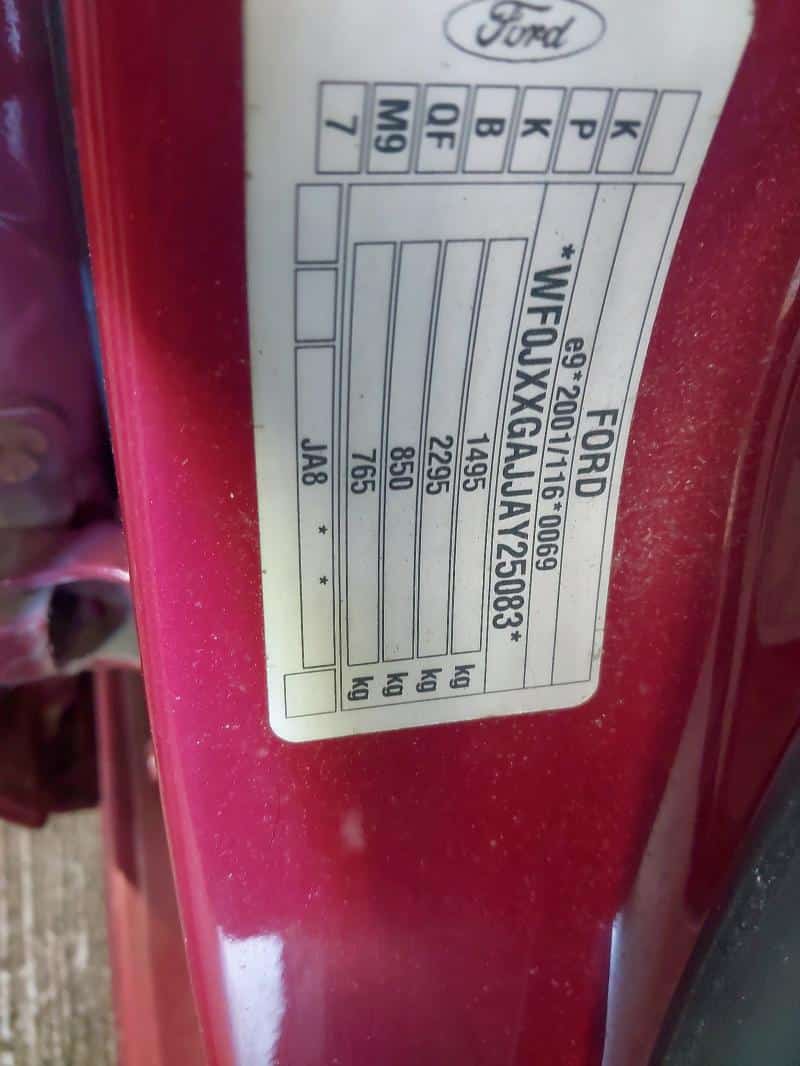 Ford
K
P
K
B
QF
M9
7
FORD
e9*2001/116*0069
*WF0JXXGAJJAY25083*
1495 kg
2295 kg
850 kg
765 kg
JA8 * *